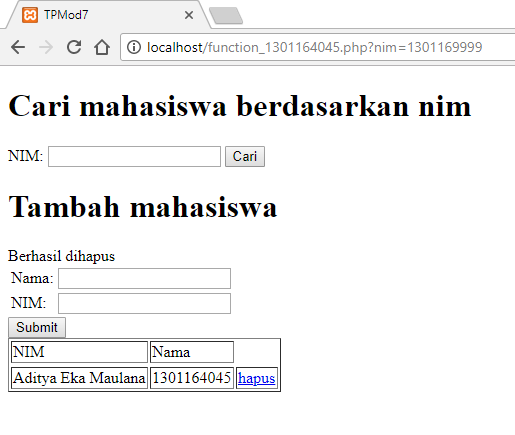 TPMod7
localhost/function_1301164045.php?nim=1301169999
Cari mahasiswa berdasarkan nim
NIM: Cari
Tambah mahasiswa
Berhasil dihapus
Nama:
NIM:
Submit
NIM Nama
Aditya Eka Maulana 1301164045 hapus